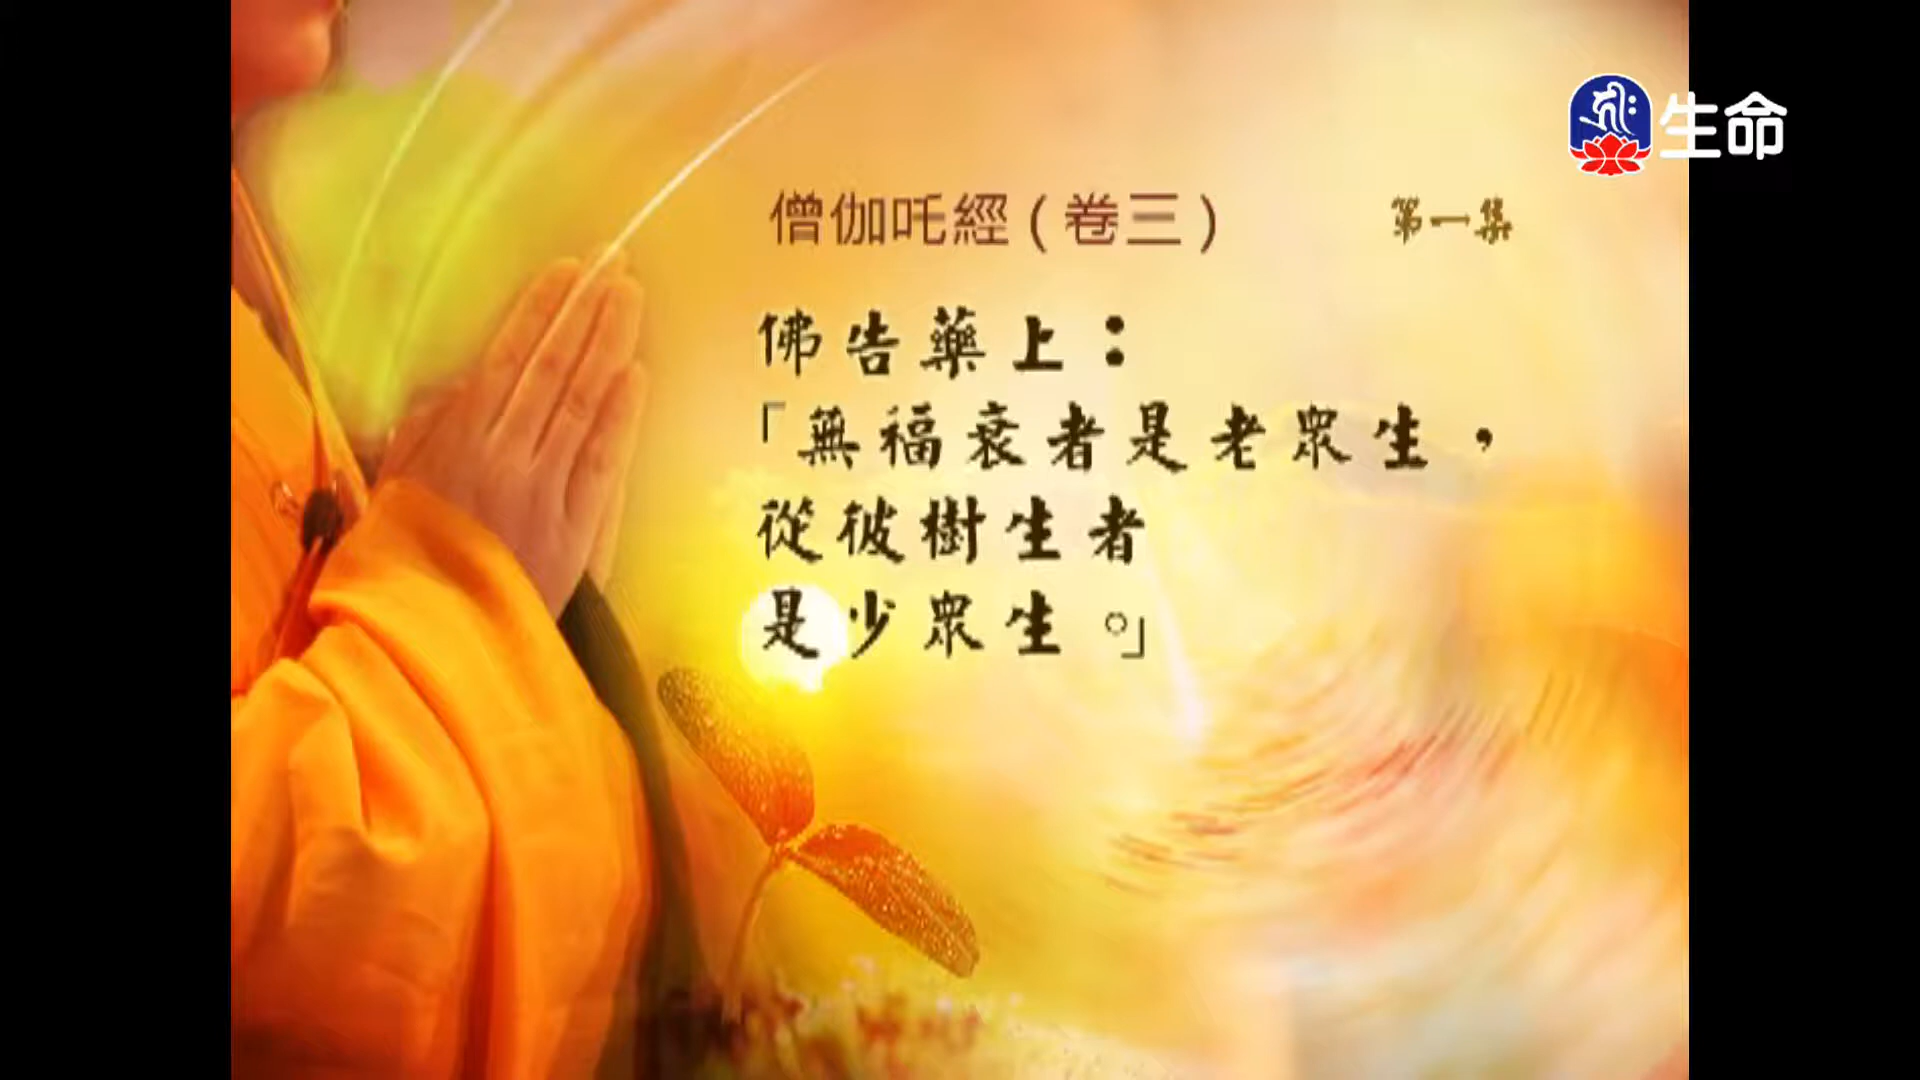 生命
僧伽吒經(卷三) 第一集
佛告藥上：
「無福衰者是老眾生，
從彼樹生者
是少眾生。」